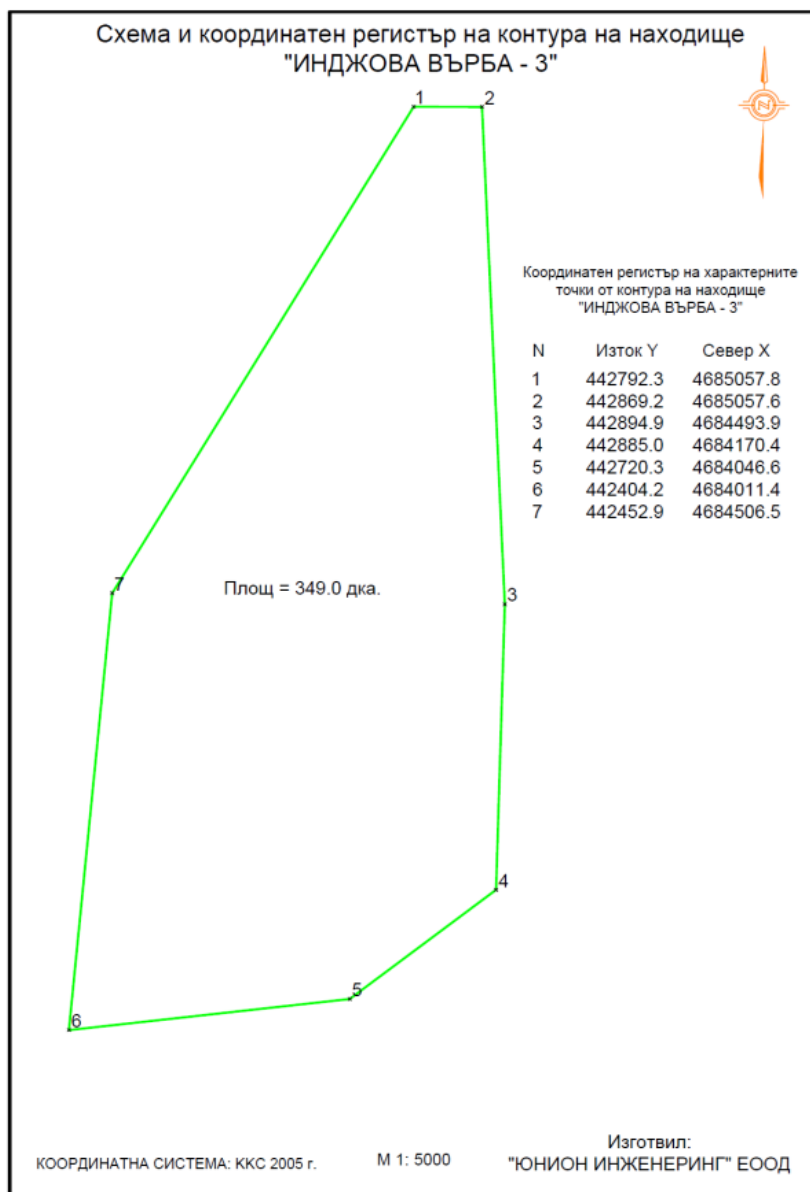 Схема и координатен регистър на контура на находище
"ИНДЖОВА ВЪРБА - 3"
1
2
N
Координатен регистър на характерните
точки от контура на находище
"ИНДЖОВА ВЪРБА - 3"
N Изток Y Север X
1 442792.3 4685057.8
2 442869.2 4685057.6
3 442894.9 4684493.9
4 442885.0 4684170.4
5 442720.3 4684046.6
6 442404.2 4684011.4
7 442452.9 4684506.5
7
Площ = 349.0 дка.
3
4
5
6
КООРДИНАТНА СИСТЕМА: ККС 2005 г.
М 1: 5000
Изготвил:
"ЮНИОН ИНЖЕНЕРИНГ" ЕООД